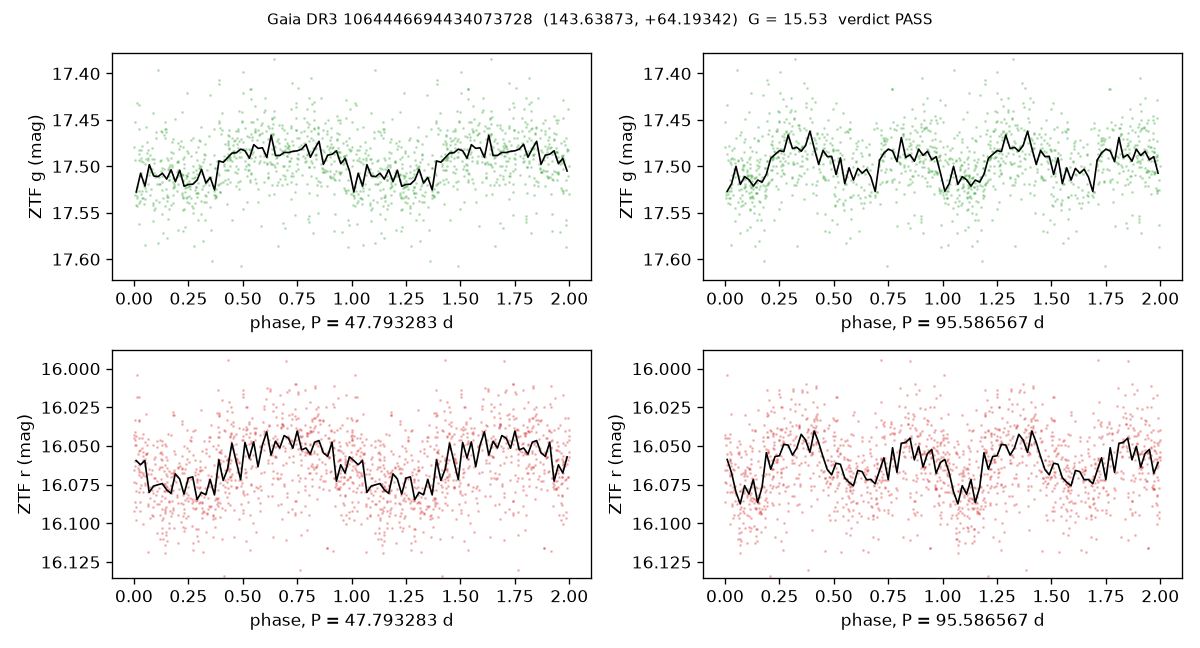 Gaia DR3 1064446694434073728 (143.63873, +64.19342) G = 15.53 verdict PASS
ZTF g (mag)
17.40
17.45
17.50
17.55
17.60
0.00 0.25 0.50 0.75 1.00 1.25 1.50 1.75 2.00
phase, P = 47.793283 d
ZTF g (mag)
17.40
17.45
17.50
17.55
17.60
0.00 0.25 0.50 0.75 1.00 1.25 1.50 1.75 2.00
phase, P = 95.586567 d
ZTF r (mag)
16.000
16.025
16.050
16.075
16.100
16.125
0.00 0.25 0.50 0.75 1.00 1.25 1.50 1.75 2.00
phase, P = 47.793283 d
ZTF r (mag)
16.000
16.025
16.050
16.075
16.100
16.125
0.00 0.25 0.50 0.75 1.00 1.25 1.50 1.75 2.00
phase, P = 95.586567 d